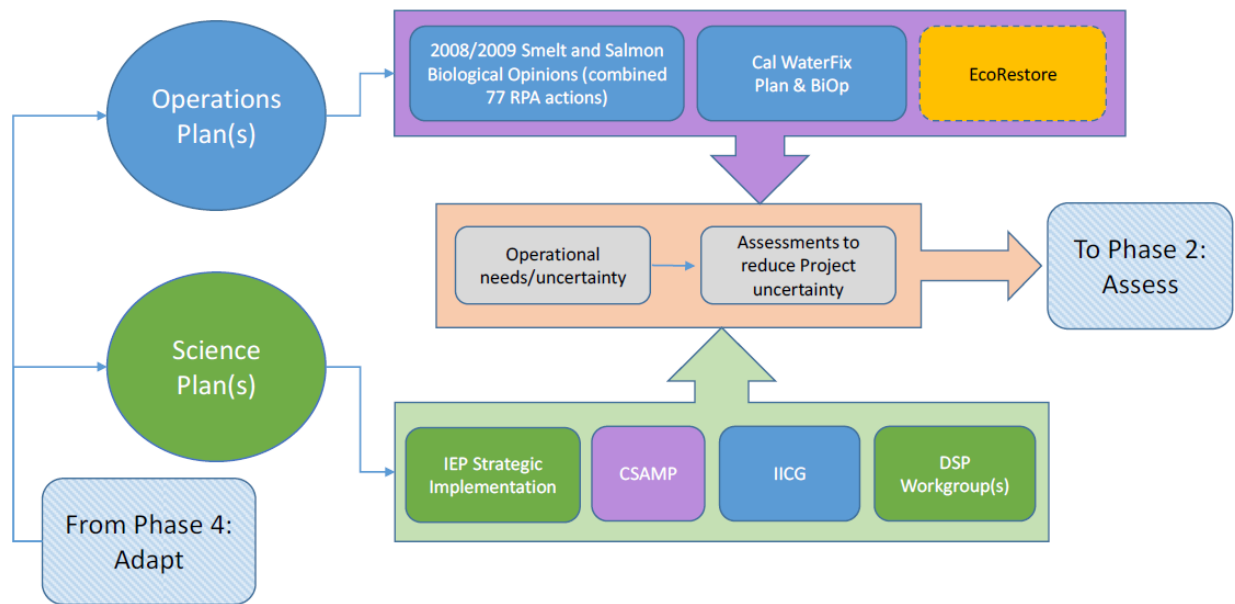 Operations
Plan(s)
2008/2009 Smelt and Salmon
Biological Opinions (combined
77 RPA actions)
Cal WaterFix
Plan & BiOp
EcoRestore
Operational
needs/uncertainty
Assessments to
reduce Project
uncertainty
To Phase 2:
Assess
Science
Plan(s)
IEP Strategic
Implementation
CSAMP
IICG
DSP
Workgroup(s)
From Phase 4:
Adapt